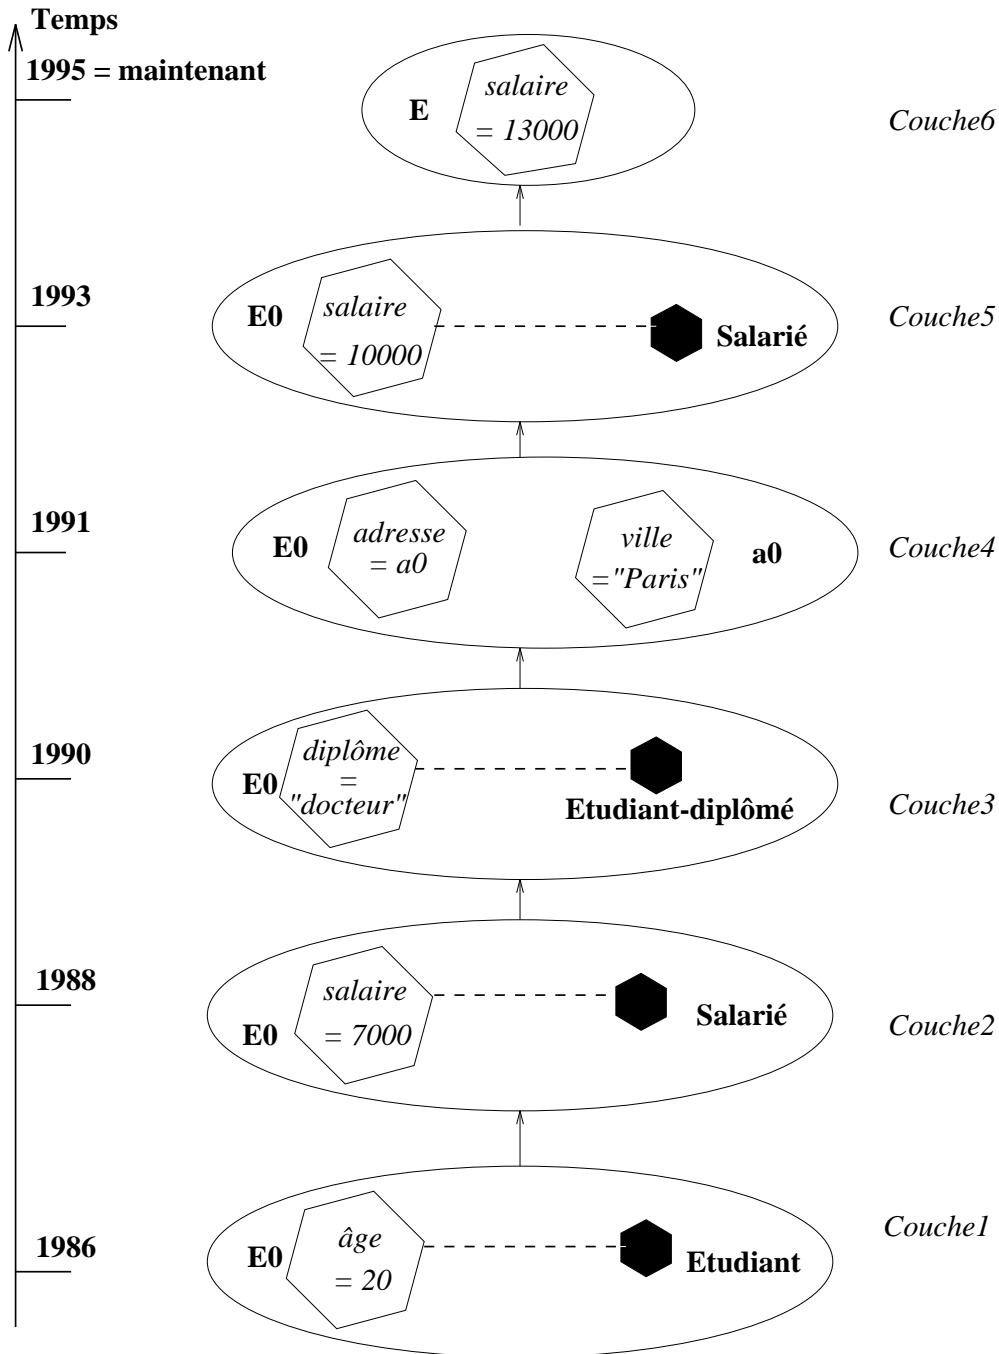 Temps
1995 = maintenant
E
salaire
= 13000
Couche6
1993
E0
salaire
= 10000
Salarié
Couche5
1991
E0
adresse
= a0
ville
="Paris"
a0
Couche4
1990
E0
diplôme
=
"docteur"
Etudiant-diplômé
Couche3
1988
E0
salaire
= 7000
Salarié
Couche2
1986
E0
âge
= 20
Etudiant
Couche1